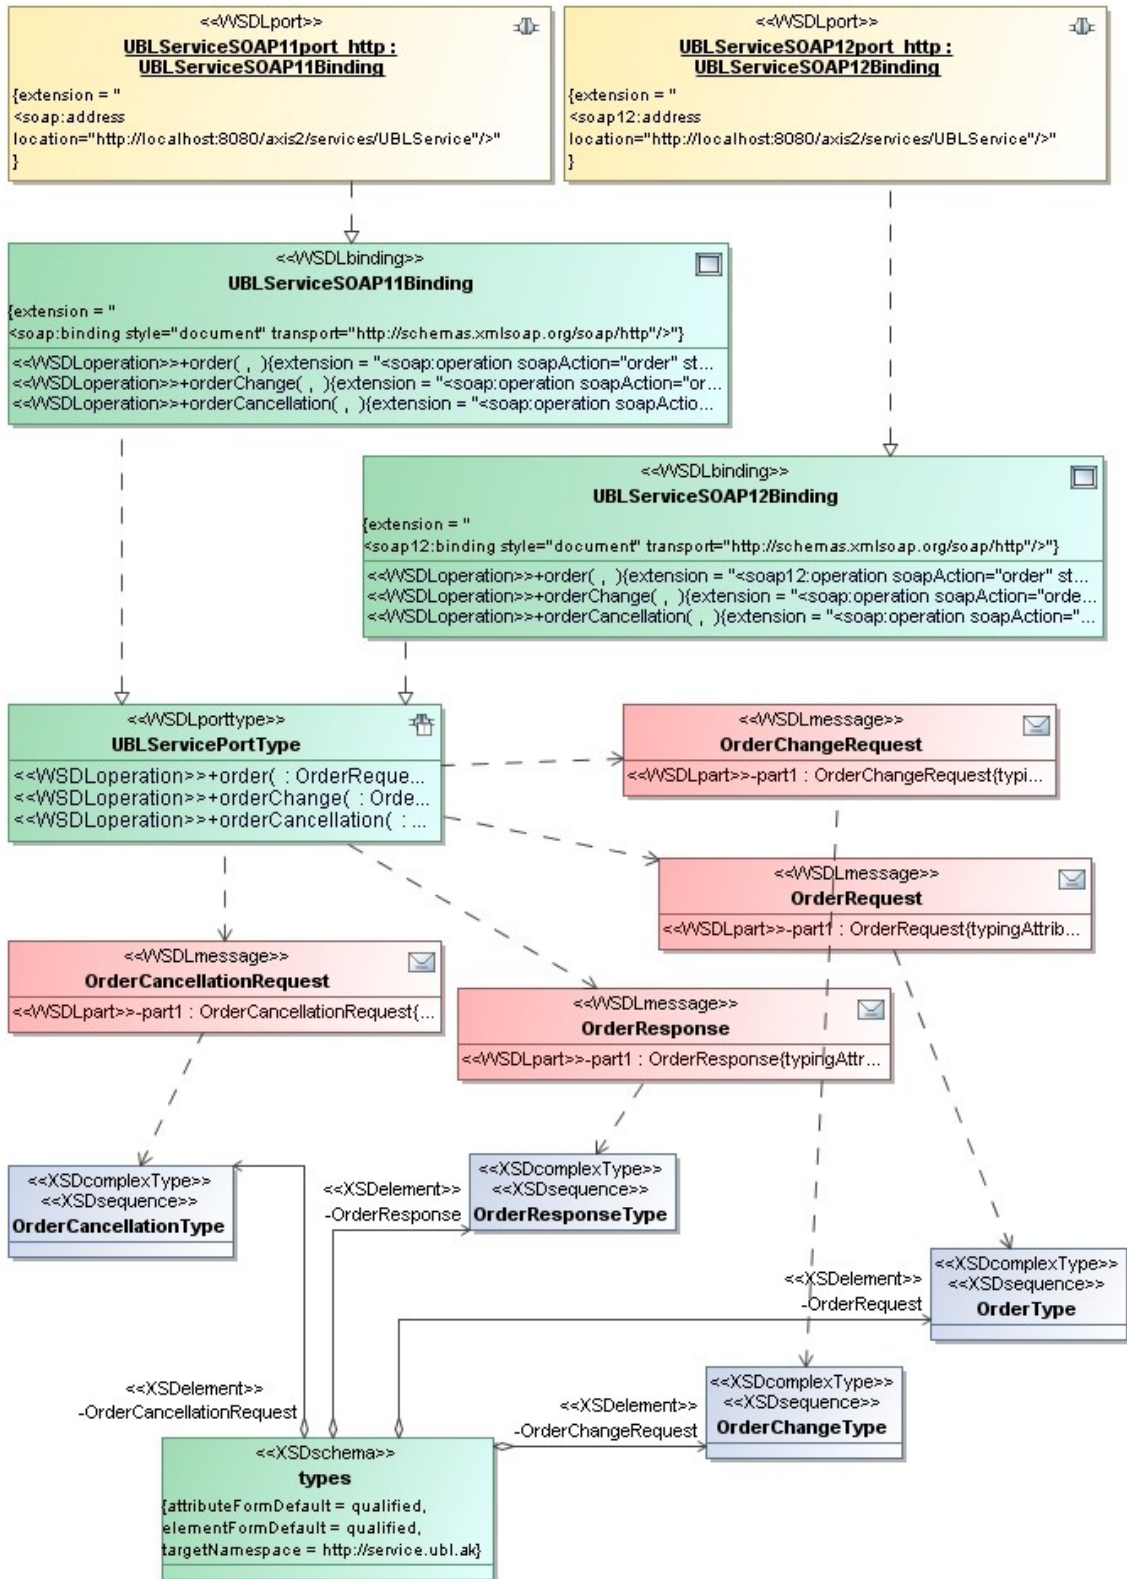 <<WSDLport>>
UBLServiceSOAP11port_http :
UBLServiceSOAP11Binding
{extension = "
<soap:address
location="http://localhost:8080/axis2/services/UBLService"/>"
}
<<WSDLport>>
UBLServiceSOAP12port_http :
UBLServiceSOAP12Binding
{extension = "
<soap12:address
location="http://localhost:8080/axis2/services/UBLService"/>"
}
<<WSDLbinding>>
UBLServiceSOAP11Binding
{extension = "
<soap:binding style="document" transport="http://schemas.xmlsoap.org/soap/http"/>"}
<<WSDLoperation>>+order( , ){extension = "<soap:operation soapAction="order" st...
<<WSDLoperation>>+orderChange( , ){extension = "<soap:operation soapAction="or...
<<WSDLoperation>>+orderCancellation( , ){extension = "<soap:operation soapActio...
<<WSDLbinding>>
UBLServiceSOAP12Binding
{extension = "
<soap12:binding style="document" transport="http://schemas.xmlsoap.org/soap/http"/>"}
<<WSDLoperation>>+order( , ){extension = "<soap12:operation soapAction="order" st...
<<WSDLoperation>>+orderChange( , ){extension = "<soap:operation soapAction="orde...
<<WSDLoperation>>+orderCancellation( , ){extension = "<soap:operation soapAction="...
<<WSDLporttype>>
UBLServicePortType
<<WSDLoperation>>+order( : OrderReque...
<<WSDLoperation>>+orderChange( : Orde...
<<WSDLoperation>>+orderCancellation( : ...
<<WSDLmessage>>
OrderChangeRequest
<<WSDLpart>>-part1 : OrderChangeRequest{typi...
<<WSDLmessage>>
OrderRequest
<<WSDLpart>>-part1 : OrderRequest{typingAttrib...
<<WSDLmessage>>
OrderCancellationRequest
<<WSDLpart>>-part1 : OrderCancellationRequest{...
<<WSDLmessage>>
OrderResponse
<<WSDLpart>>-part1 : OrderResponse{typingAttr...
<<XSDcomplexType>>
<<XSDsequence>>
OrderCancellationType
<<XSDelement>>
-OrderResponse
<<XSDcomplexType>>
<<XSDsequence>>
OrderResponseType
<<XSDelement>>
-OrderRequest
<<XSDcomplexType>>
<<XSDsequence>>
OrderType
<<XSDelement>>
-OrderCancellationRequest
<<XSDelement>>
-OrderChangeRequest
<<XSDcomplexType>>
<<XSDsequence>>
OrderChangeType
<<XSDschema>>
types
{attributeFormDefault = qualified,
elementFormDefault = qualified,
targetNamespace = http://service.ubl.ak}